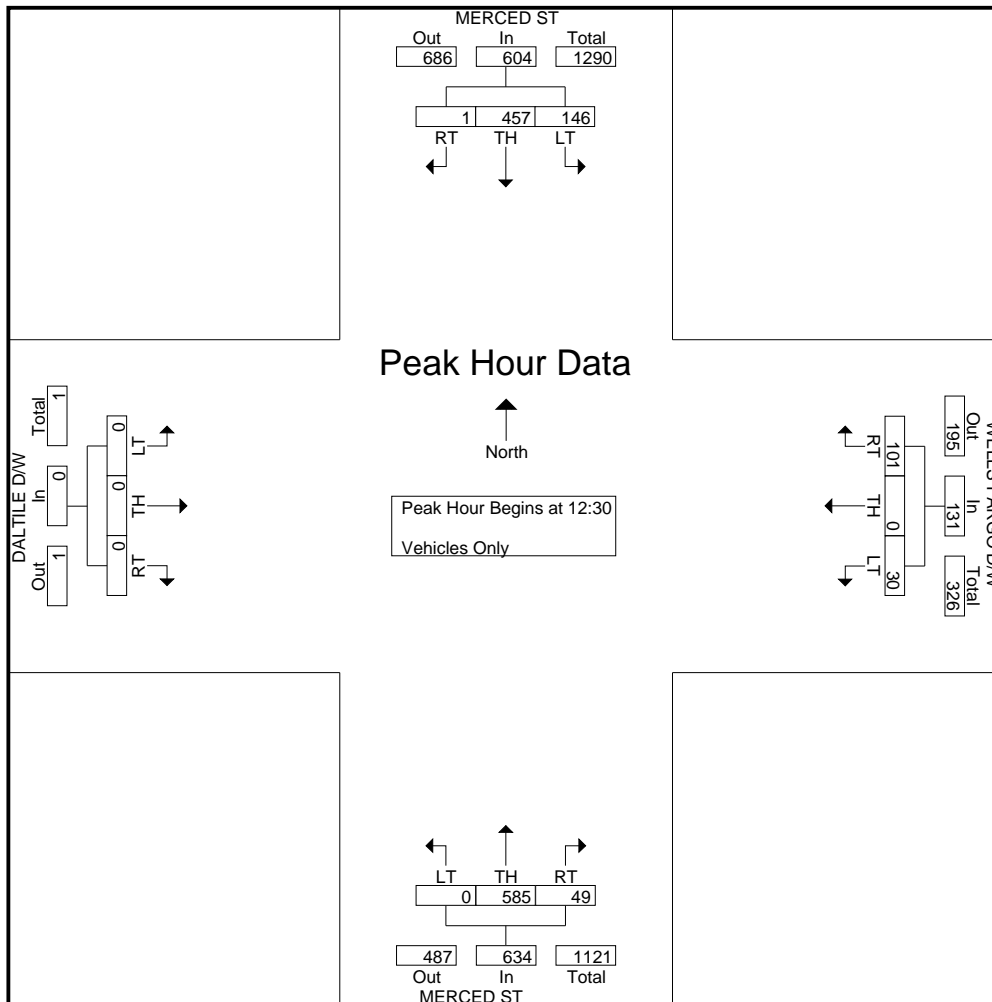 MERCED ST
Out In Total
686 604 1290
1 457 146
RT TH LT
Peak Hour Data
North
Peak Hour Begins at 12:30
Vehicles Only
DALTILE D/W
Total In Out
1 0 1
0 0 0
LT TH RT
RT TH LT
101 0 30
195 131 326
Out In Total
D/W
LT TH RT
0 585 49
487 634 1121
Out In Total
MERCED ST